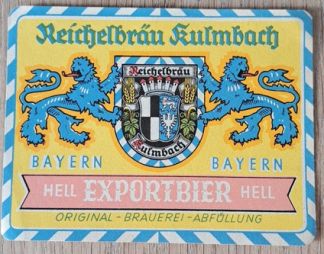 Reichelbräu Kulmbach
Reichelbräu
Kulmbach
BAYERN BAYERN
HELL EXPORTBIER HELL
ORIGINAL-BRAUEREI-ABFÜLLUNG